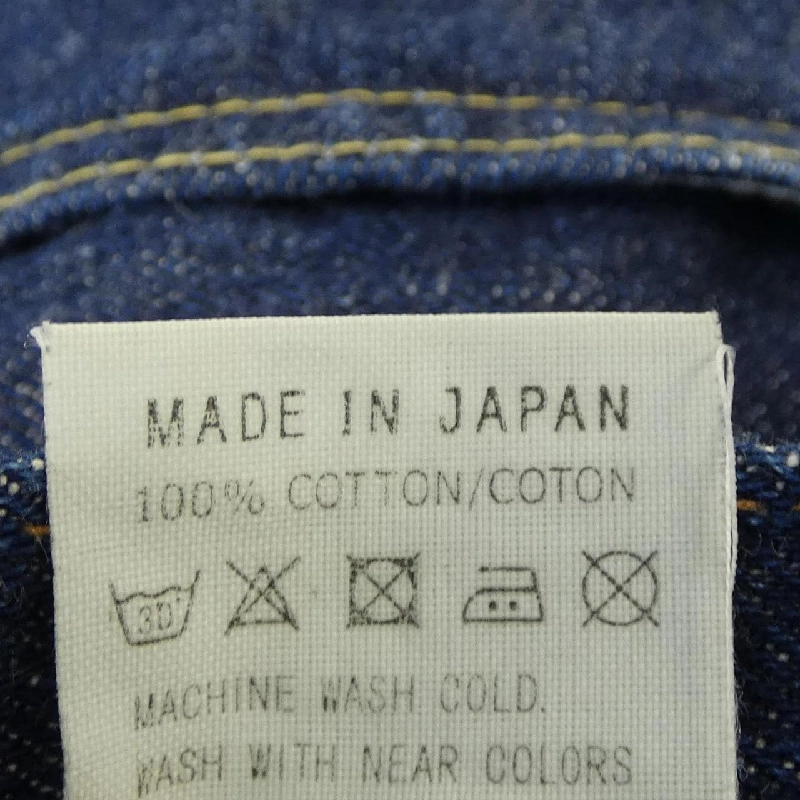 MADE IN JAPAN
100% COTTON/COTON
30°
MACHINE WASH COLD.
WASH WITH NEAR COLORS